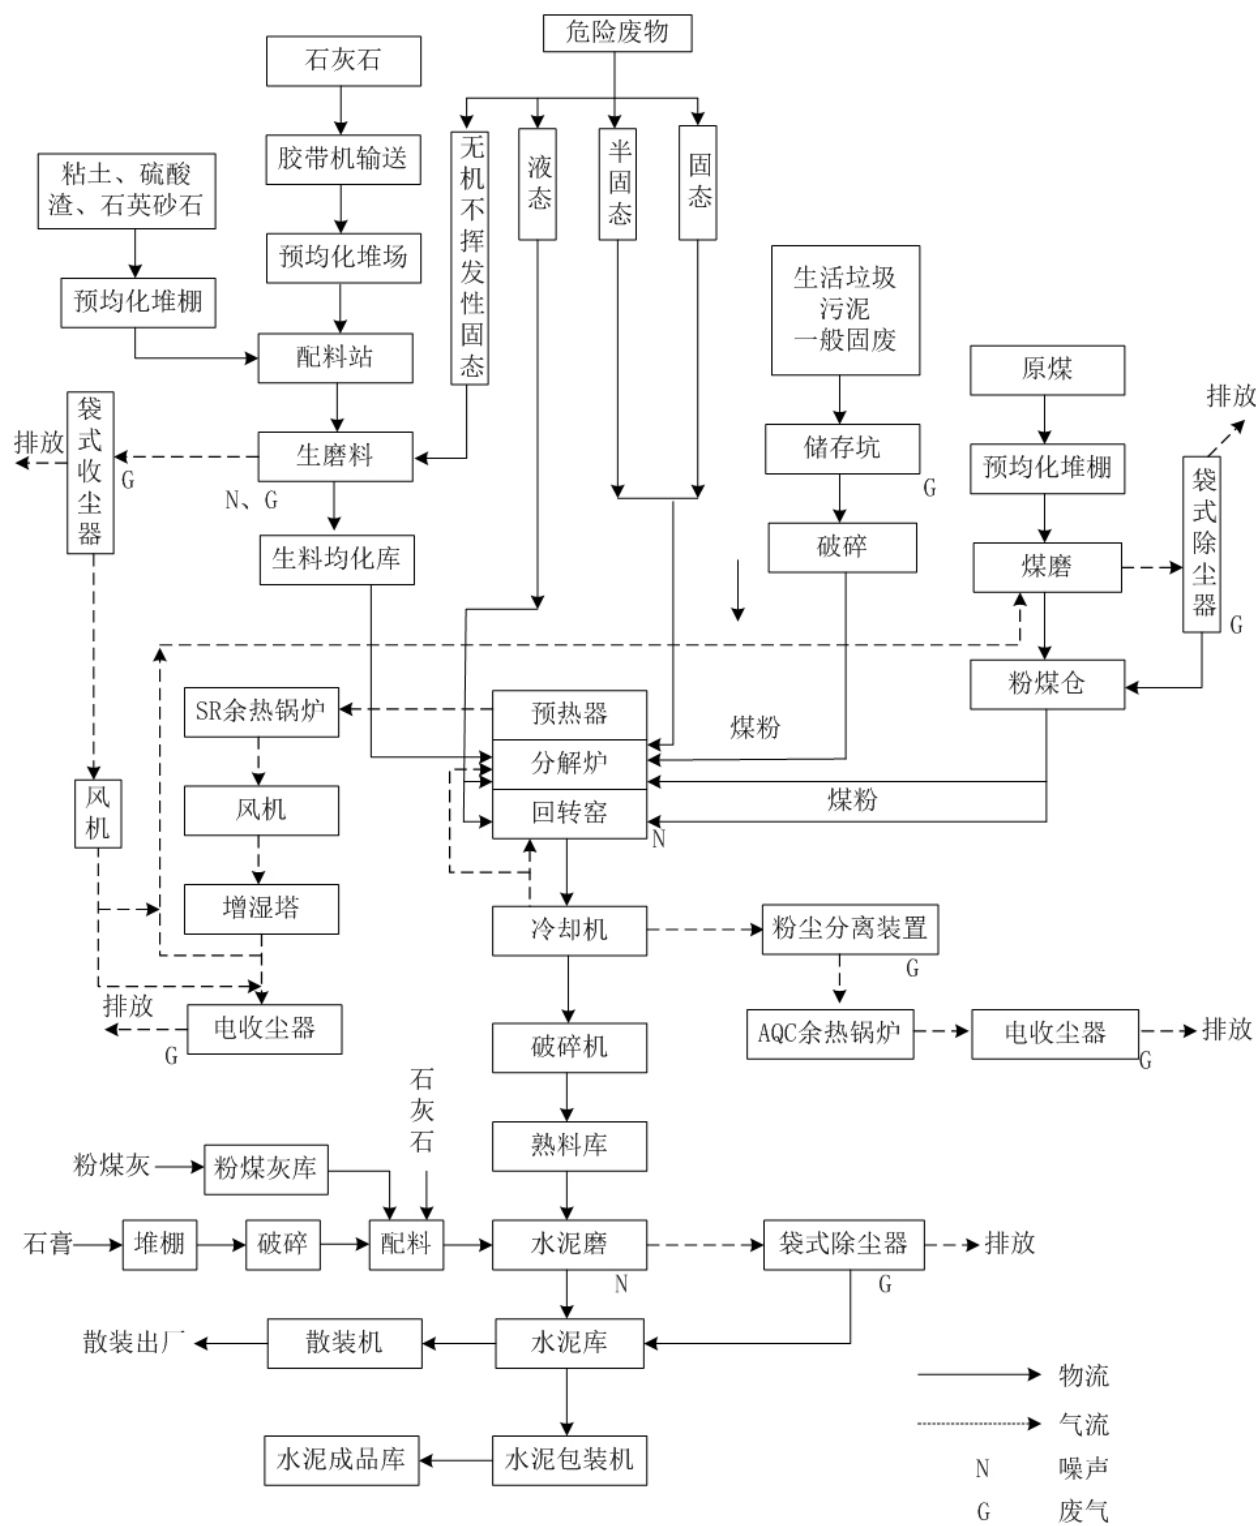 危险废物
石灰石
胶带机输送
无机不挥发性固态
液态
半固态
固态
粘土、硫酸
渣、石英砂石
预均化堆场
生活垃圾
污泥
一般固废
预均化堆棚
配料站
原煤
排放
袋式收尘器
排放
生磨料
储存坑
预均化堆棚
袋式除尘器
G
N、G
G
生料均化库
破碎
煤磨
G
粉煤仓
SR余热锅炉
预热器
煤粉
分解炉
风机
风机
回转窑
煤粉
N
增湿塔
冷却机
粉尘分离装置
G
排放
电收尘器
G
破碎机
AQC余热锅炉
电收尘器
G
排放
石灰石
熟料库
粉煤灰
粉煤灰库
石膏
堆棚
破碎
配料
水泥磨
N
袋式除尘器
G
排放
散装出厂
散装机
水泥库
物流
气流
水泥成品库
水泥包装机
N 噪声
G 废气